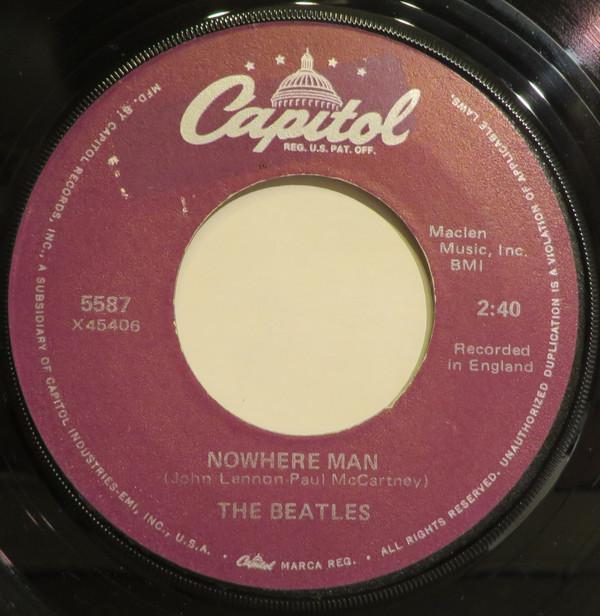 Capitol
REG. U.S. PAT. OFF.
Maclen
Music, Inc.
BMI
5587
X45406
2:40
Recorded
in England
NOWHERE MAN
(John Lennon-Paul McCartney)
THE BEATLES
MFD. BY CAPITOL RECORDS, INC., A SUBSIDIARY OF CAPITOL INDUSTRIES-EMI, INC., U.S.A. • Capitol MARCA REG. • ALL RIGHTS RESERVED. UNAUTHORIZED DUPLICATION IS A VIOLATION OF APPLICABLE LAWS.